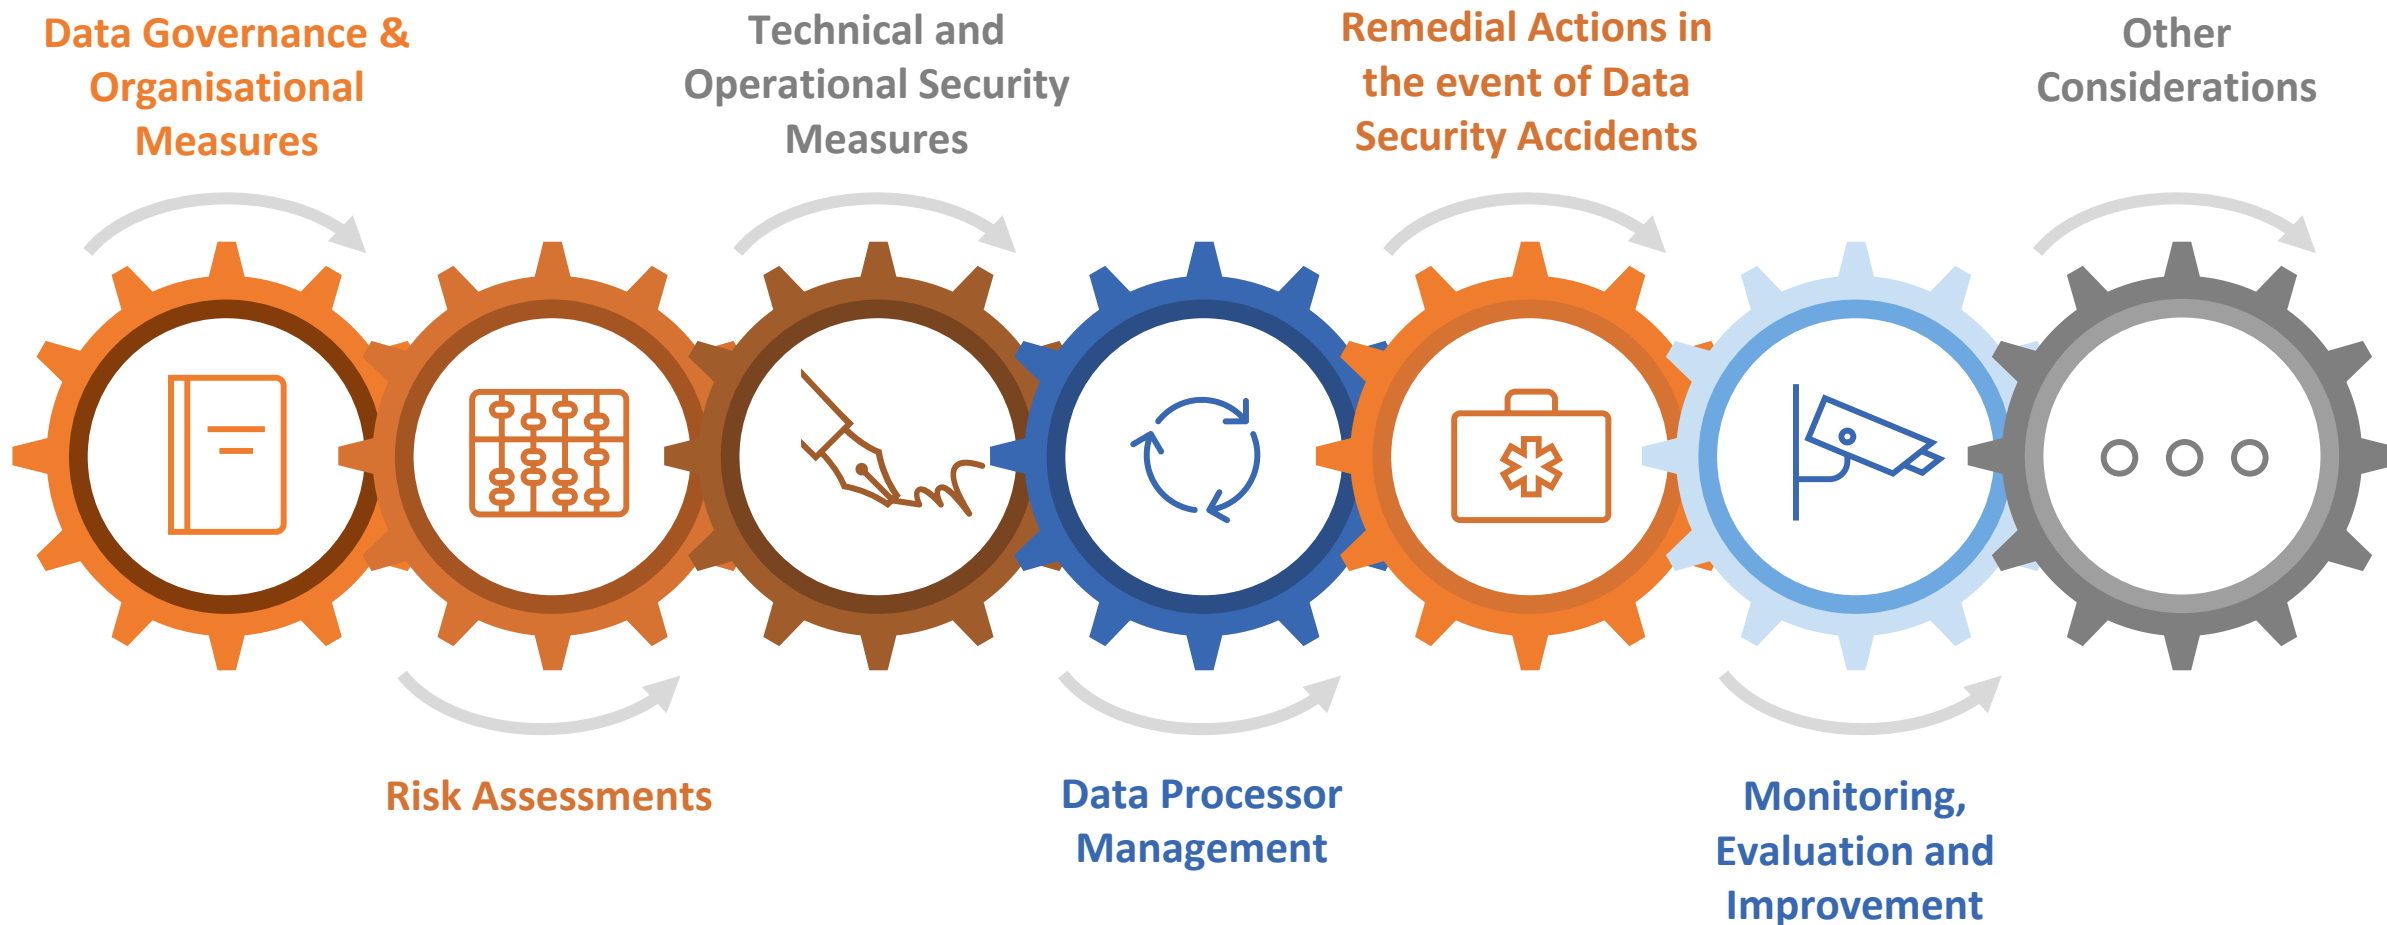 Data Governance &
Organisational
Measures
Risk Assessments
Technical and
Operational Security
Measures
Data Processor
Management
Remedial Actions in
the event of Data
Security Accidents
Monitoring,
Evaluation and
Improvement
Other
Considerations